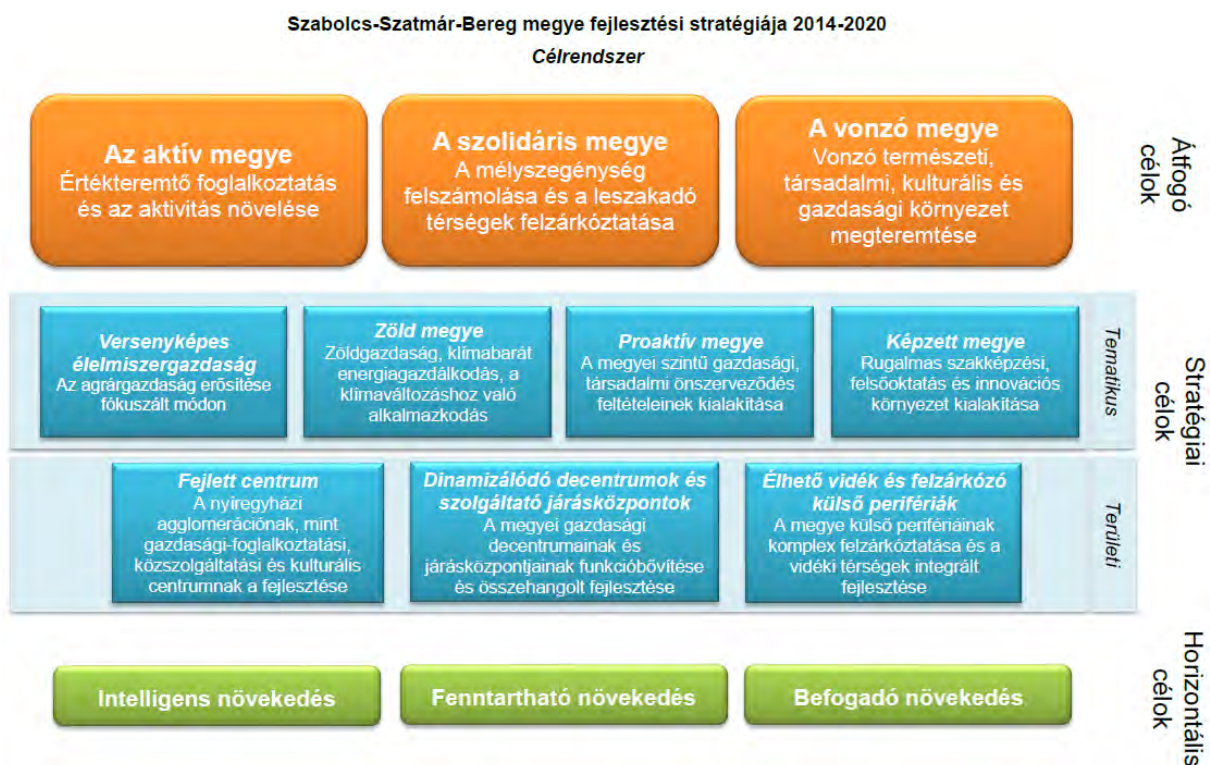 Szabolcs-Szatmár-Bereg megye fejlesztési stratégiája 2014-2020
Célrendszer
Az aktív megye
Értékteremtő foglalkoztatás
és az aktivitás növelése
A szolidáris megye
A mélyszegénység
felszámolása és a leszakadó
térségek felzárkóztatása
A vonzó megye
Vonzó természeti,
társadalmi, kulturális és
gazdasági környezet
megteremtése
Átfogó
célok
Versenyképes
élelmiszergazdaság
Az agrárgazdaság erősítése
fókuszált módon
Zöld megye
Zöldgazdaság, klímabarát
energiagazdálkodás, a
klímaváltozáshoz való
alkalmazkodás
Proaktív megye
A megyei szintű gazdasági,
társadalmi önszerveződés
feltételeinek kialakítása
Képzett megye
Rugalmas szakképzési,
felsőoktatás és innovációs
környezet kialakítása
Tematikus
Stratégiai
célok
Fejlett centrum
A nyíregyházi
agglomerációnak, mint
gazdasági-foglalkoztatási,
közszolgáltatási és kulturális
centrumnak a fejlesztése
Dinamizálódó decentrumok és
szolgáltató járásközpontok
A megyei gazdasági
decentrumainak és
járásközpontjainak funkcióbővítése
és összehangolt fejlesztése
Élhető vidék és felzárkózó
külső perifériák
A megye külső perifériáinak
komplex felzárkóztatása és a
vidéki térségek integrált
fejlesztése
Területi
Intelligens növekedés
Fenntartható növekedés
Befogadó növekedés
Horizontális
célok